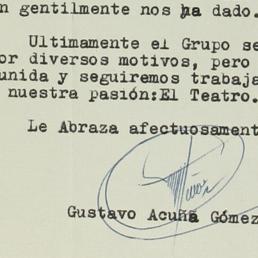 n gentilmente nos ha dado.
Ultimamente el Grupo se
or diversos motivos, pero
unida y seguiremos trabaja
nuestra pasión:El Teatro.
Le Abraza afectuosament
Gustavo Acuña Gómez